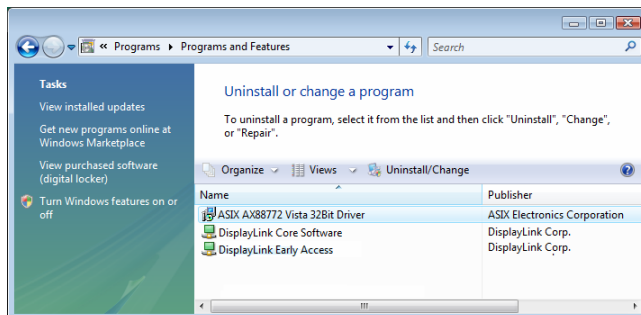 « Programs ▸ Programs and Features
Search
Tasks
View installed updates
Get new programs online at
Windows Marketplace
View purchased software
(digital locker)
Turn Windows features on or
off
Uninstall or change a program
To uninstall a program, select it from the list and then click "Uninstall", "Change",
or "Repair".
Organize Views Uninstall/Change
Name Publisher
ASIX AX88772 Vista 32Bit Driver ASIX Electronics Corporation
DisplayLink Core Software DisplayLink Corp.
DisplayLink Early Access DisplayLink Corp.